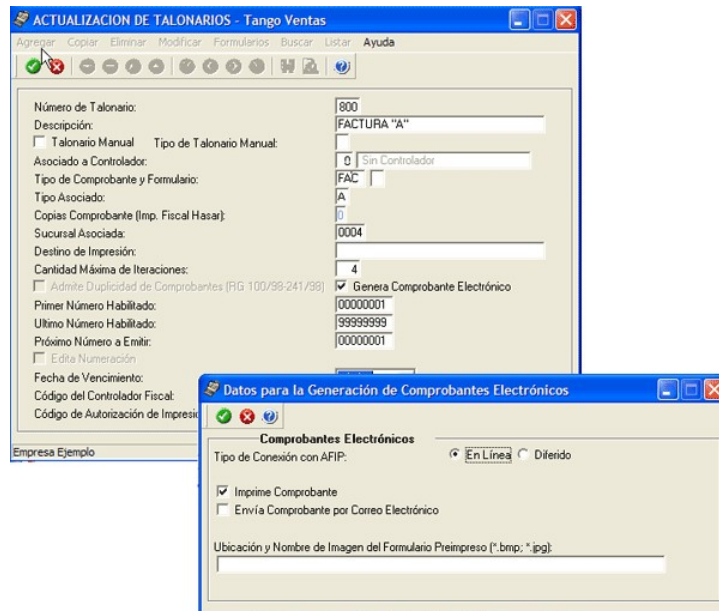 ACTUALIZACION DE TALONARIOS - Tango Ventas
Agregar Copiar Eliminar Modificar Formularios Buscar Listar Ayuda
Número de Talonario: 800
Descripción: FACTURA "A"
Talonario Manual Tipo de Talonario Manual:
Asociado a Controlador: 0 Sin Controlador
Tipo de Comprobante y Formulario: FAC
Tipo Asociado: A
Copias Comprobante (Imp. Fiscal Hasar): 0
Sucursal Asociada: 0004
Destino de Impresión:
Cantidad Máxima de Iteraciones: 4
Admite Duplicidad de Comprobantes (RG 100/98-241/98) Genera Comprobante Electrónico
Primer Número Habilitado: 00000001
Ultimo Número Habilitado: 99999999
Próximo Número a Emitir: 00000001
Edita Numeración
Fecha de Vencimiento:
Código del Controlador Fiscal:
Código de Autorización de Impresió
Empresa Ejemplo
Datos para la Generación de Comprobantes Electrónicos
Comprobantes Electrónicos
Tipo de Conexión con AFIP: En Línea Diferido
Imprime Comprobante
Envía Comprobante por Correo Electrónico
Ubicación y Nombre de Imagen del Formulario Preimpreso (*.bmp; *.jpg):